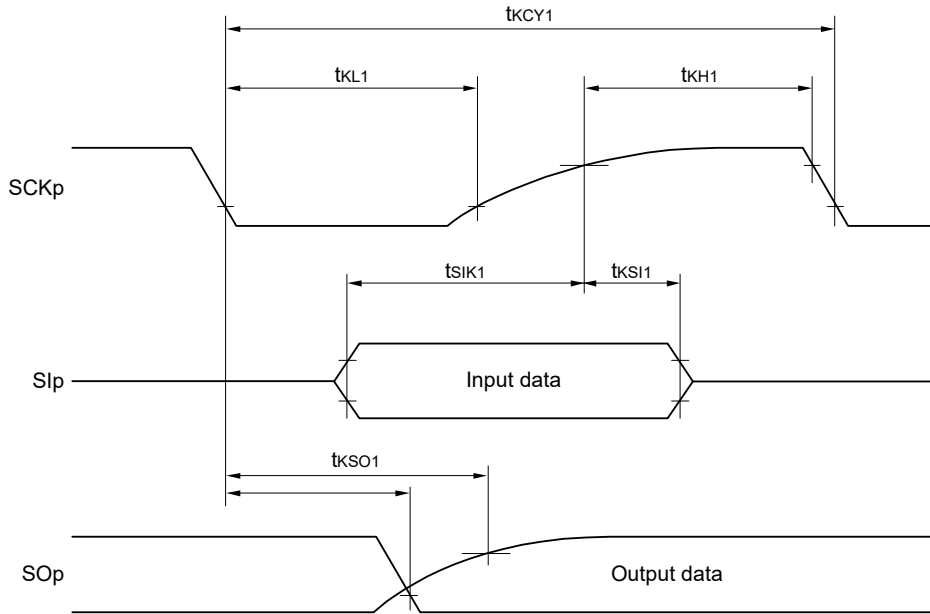 tKCY1
tKL1
tKH1
SCKp
tSIK1
tKSI1
SIp
Input data
tKSO1
SOp
Output data